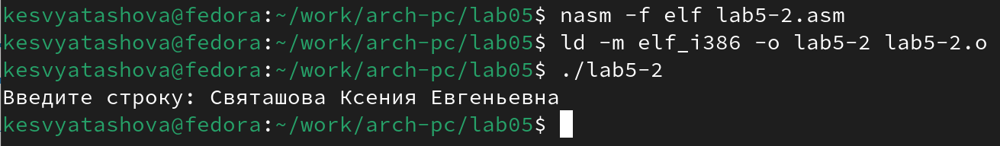 kesvyatashova@fedora:~/work/arch-pc/lab05$ nasm -f elf lab5-2.asm
kesvyatashova@fedora:~/work/arch-pc/lab05$ ld -m elf_i386 -o lab5-2 lab5-2.o
kesvyatashova@fedora:~/work/arch-pc/lab05$ ./lab5-2
Введите строку: Святашова Ксения Евгеньевна
kesvyatashova@fedora:~/work/arch-pc/lab05$